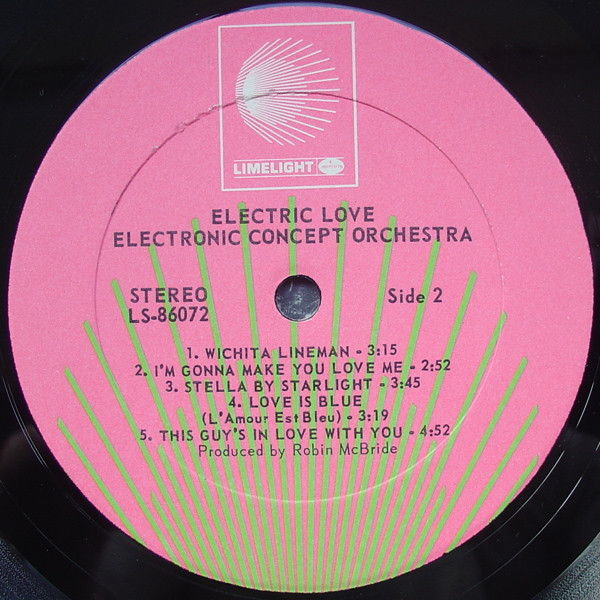 LIMELIGHT
ELECTRIC LOVE
ELECTRONIC CONCEPT ORCHESTRA
STEREO
LS-86072
Side 2
1. WICHITA LINEMAN - 3:15
2. I'M GONNA MAKE YOU LOVE ME - 2:52
3. STELLA BY STARLIGHT - 3:45
4. LOVE IS BLUE
(L'Amour Est Bleu) - 3:19
5. THIS GUY'S IN LOVE WITH YOU - 4:52
Produced by Robin McBride